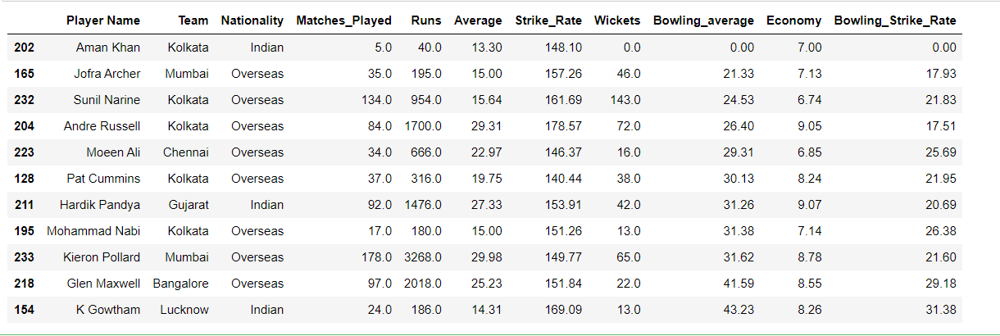 Player Name Team Nationality Matches_Played Runs Average Strike_Rate Wickets Bowling_average Economy Bowling_Strike_Rate
202 Aman Khan Kolkata Indian 5.0 40.0 13.30 148.10 0.0 0.00 7.00 0.00
165 Jofra Archer Mumbai Overseas 35.0 195.0 15.00 157.26 46.0 21.33 7.13 17.93
232 Sunil Narine Kolkata Overseas 134.0 954.0 15.64 161.69 143.0 24.53 6.74 21.83
204 Andre Russell Kolkata Overseas 84.0 1700.0 29.31 178.57 72.0 26.40 9.05 17.51
223 Moeen Ali Chennai Overseas 34.0 666.0 22.97 146.37 16.0 29.31 6.85 25.69
128 Pat Cummins Kolkata Overseas 37.0 316.0 19.75 140.44 38.0 30.13 8.24 21.95
211 Hardik Pandya Gujarat Indian 92.0 1476.0 27.33 153.91 42.0 31.26 9.07 20.69
195 Mohammad Nabi Kolkata Overseas 17.0 180.0 15.00 151.26 13.0 31.38 7.14 26.38
233 Kieron Pollard Mumbai Overseas 178.0 3268.0 29.98 149.77 65.0 31.62 8.78 21.60
218 Glen Maxwell Bangalore Overseas 97.0 2018.0 25.23 151.84 22.0 41.59 8.55 29.18
154 K Gowtham Lucknow Indian 24.0 186.0 14.31 169.09 13.0 43.23 8.26 31.38